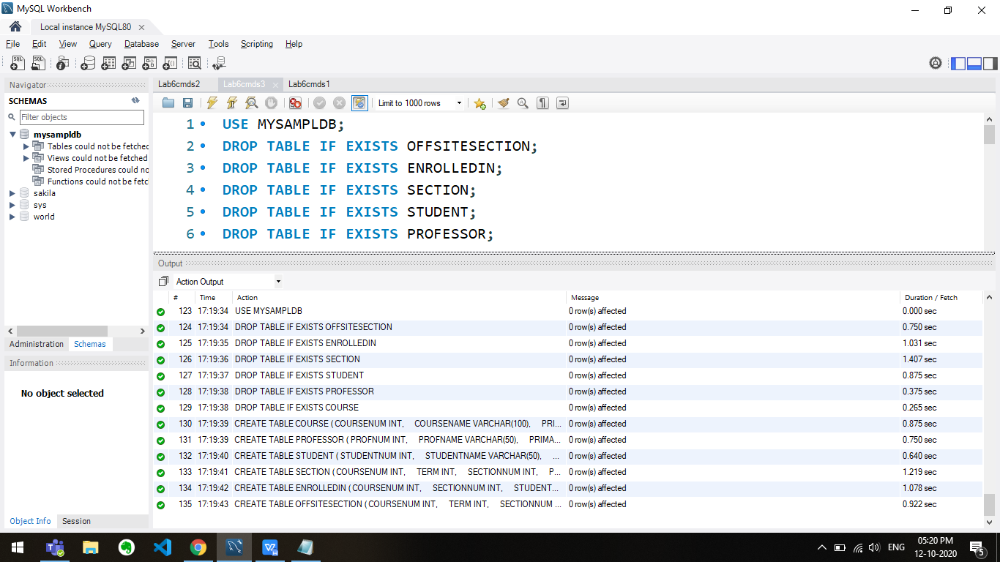 MySQL Workbench
Local instance MySQL80
File Edit View Query Database Server Tools Scripting Help
Navigator
SCHEMAS
Filter objects
mysampldb
Tables could not be fetched
Views could not be fetched
Stored Procedures could no
Functions could not be fetc
sakila
sys
world
Administration Schemas
Information
No object selected
Object Info Session
Lab6cmds2 Lab6cmds3 Lab6cmds1
Limit to 1000 rows
1 USE MYSAMPLDB;
2 DROP TABLE IF EXISTS OFFSITESECTION;
3 DROP TABLE IF EXISTS ENROLLEDIN;
4 DROP TABLE IF EXISTS SECTION;
5 DROP TABLE IF EXISTS STUDENT;
6 DROP TABLE IF EXISTS PROFESSOR;
Output
Action Output
# Time Action Message Duration / Fetch
123 17:19:34 USE MYSAMPLDB 0 row(s) affected 0.000 sec
124 17:19:34 DROP TABLE IF EXISTS OFFSITESECTION 0 row(s) affected 0.750 sec
125 17:19:35 DROP TABLE IF EXISTS ENROLLEDIN 0 row(s) affected 1.031 sec
126 17:19:36 DROP TABLE IF EXISTS SECTION 0 row(s) affected 1.407 sec
127 17:19:37 DROP TABLE IF EXISTS STUDENT 0 row(s) affected 0.875 sec
128 17:19:38 DROP TABLE IF EXISTS PROFESSOR 0 row(s) affected 0.375 sec
129 17:19:38 DROP TABLE IF EXISTS COURSE 0 row(s) affected 0.265 sec
130 17:19:39 CREATE TABLE COURSE ( COURSENUM INT, COURSENAME VARCHAR(100), PRI... 0 row(s) affected 0.875 sec
131 17:19:39 CREATE TABLE PROFESSOR ( PROFNUM INT, PROFNAME VARCHAR(50), PRIMA... 0 row(s) affected 0.750 sec
132 17:19:40 CREATE TABLE STUDENT ( STUDENTNUM INT, STUDENTNAME VARCHAR(50), ... 0 row(s) affected 0.640 sec
133 17:19:41 CREATE TABLE SECTION ( COURSENUM INT, TERM INT, SECTIONNUM INT, P... 0 row(s) affected 1.219 sec
134 17:19:42 CREATE TABLE ENROLLEDIN ( COURSENUM INT, SECTIONNUM INT, STUDENT... 0 row(s) affected 1.078 sec
135 17:19:43 CREATE TABLE OFFSITESECTION ( COURSENUM INT, TERM INT, SECTIONNUM ... 0 row(s) affected 0.922 sec
ENG
05:20 PM
12-10-2020
5